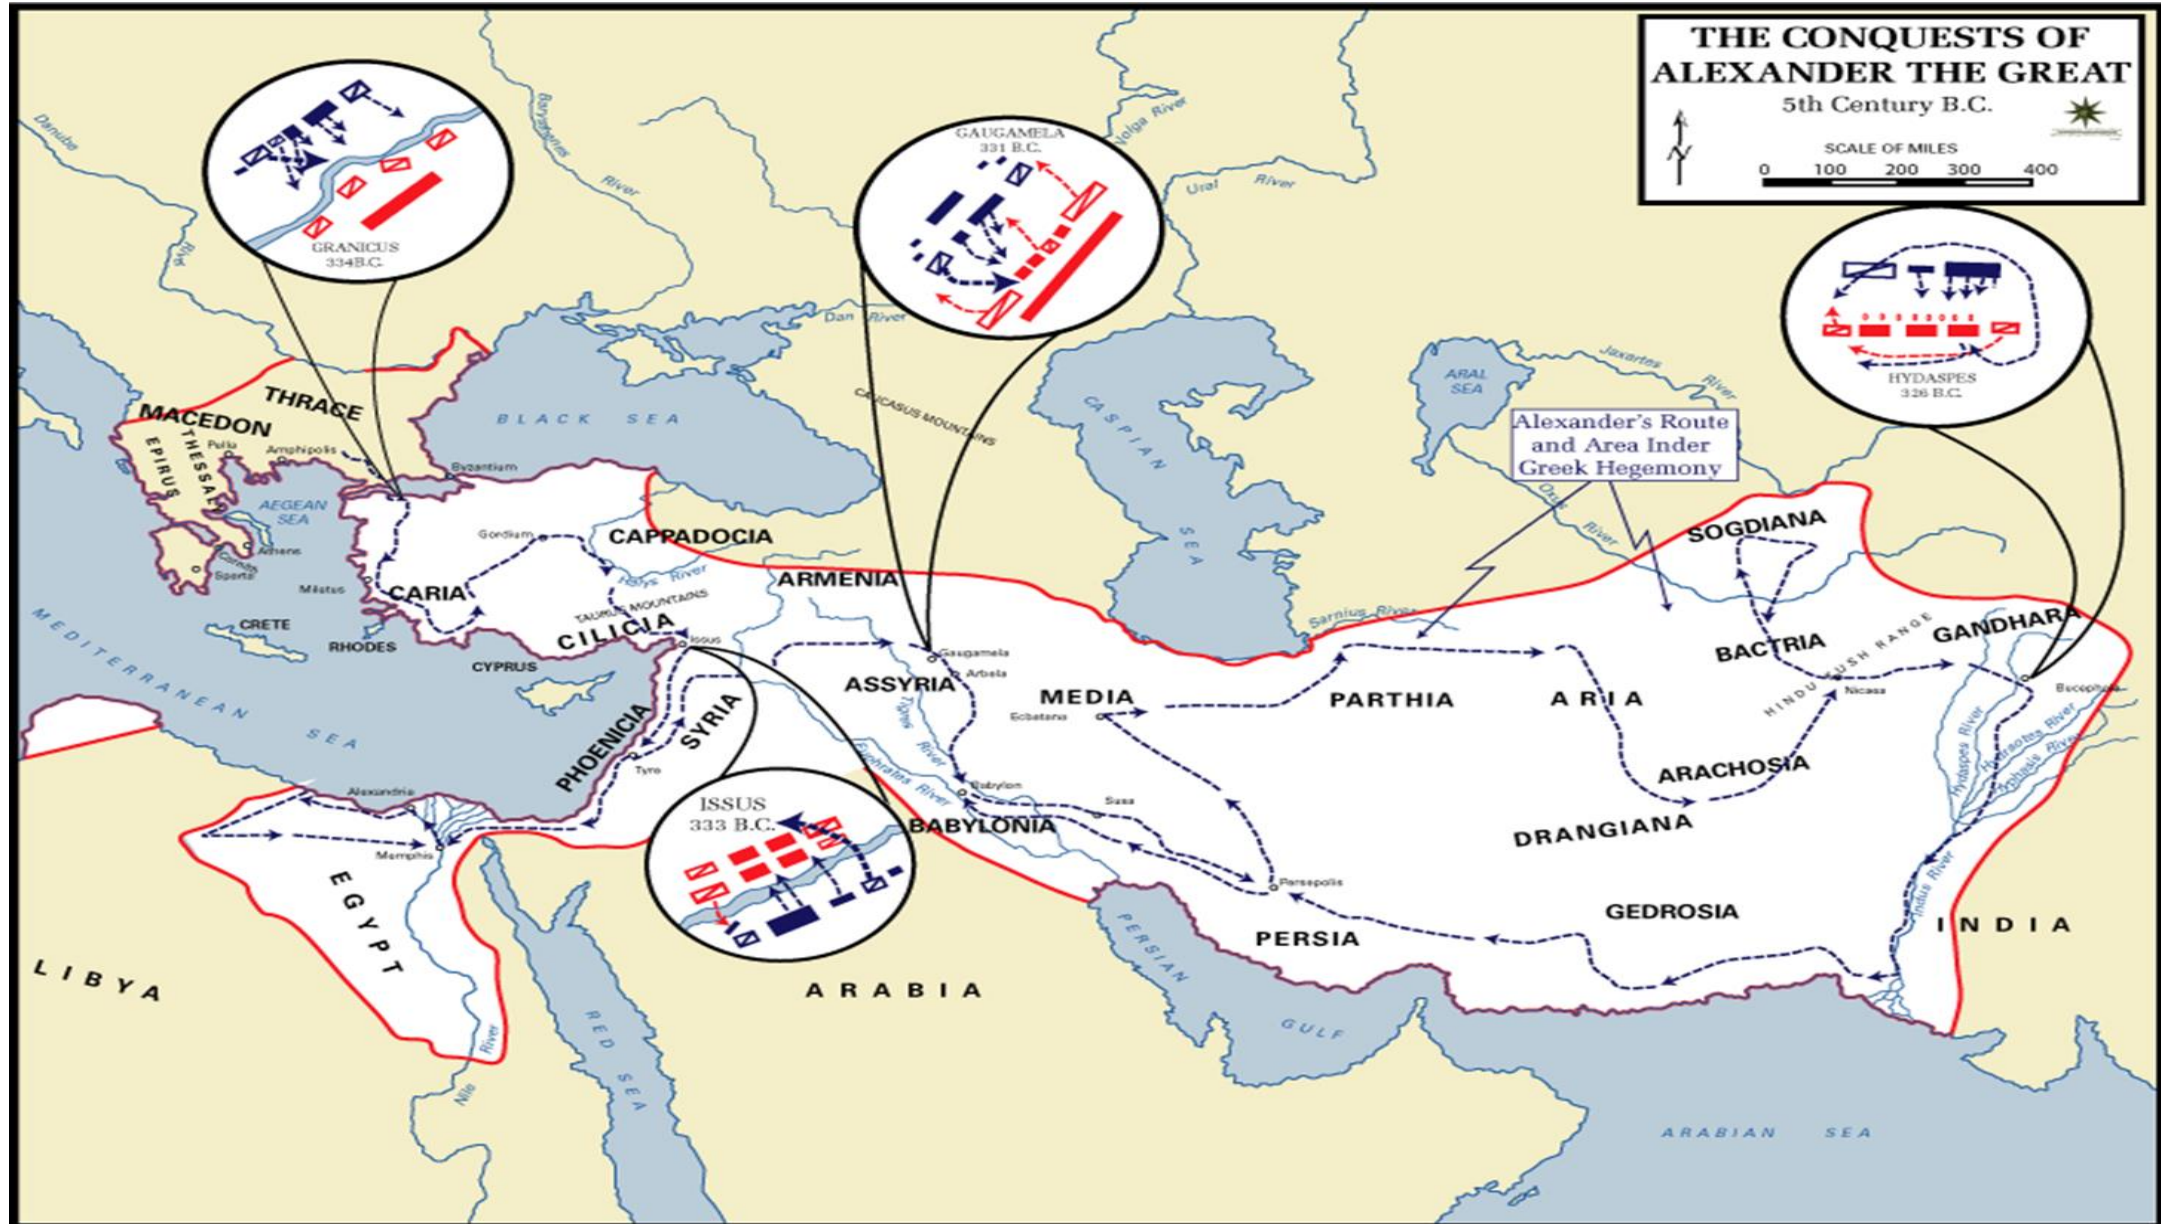 THE CONQUESTS OF
ALEXANDER THE GREAT
5th Century B.C.
N
SCALE OF MILES
0 100 200 300 400
GRANICUS
334B.C.
GAUGAMELA
331 B.C.
HYDASPES
326 B.C.
ISSUS
333 B.C.
Alexander's Route
and Area Inder
Greek Hegemony
Danube
River
River
Volga River
Ural River
Dan River
Jaxartes
River
Oxus
River
ARAL
SEA
CASPIAN
SEA
BLACK SEA
CAUCASUS MOUNTAINS
THRACE
MACEDON
EPIRUS
THESSAL
Pella
Amphipolis
Byzantium
AEGEAN
SEA
Athens
Sparta
Miletus
CARIA
Gordium
CAPPADOCIA
Halys River
TAURUS MOUNTAINS
CILICIA
Issus
ARMENIA
CRETE
RHODES
CYPRUS
MEDITERRANEAN
SEA
PHOENICIA
SYRIA
Tyre
ASSYRIA
Gaugamela
Arbela
Tigres River
Euphrates River
MEDIA
Ecbatana
Babylon
BABYLONIA
Susa
Persepolis
PERSIA
PERSIAN
GULF
Sarnius River
PARTHIA
ARIA
SOGDIANA
BACTRIA
HINDU KUSH RANGE
Nicaea
GANDHARA
Hydaspes River
ARACHOSIA
DRANGIANA
GEDROSIA
Indus River
INDIA
Alexandria
Memphis
EGYPT
LIBYA
Nile
River
RED
SEA
ARABIA
ARABIAN SEA